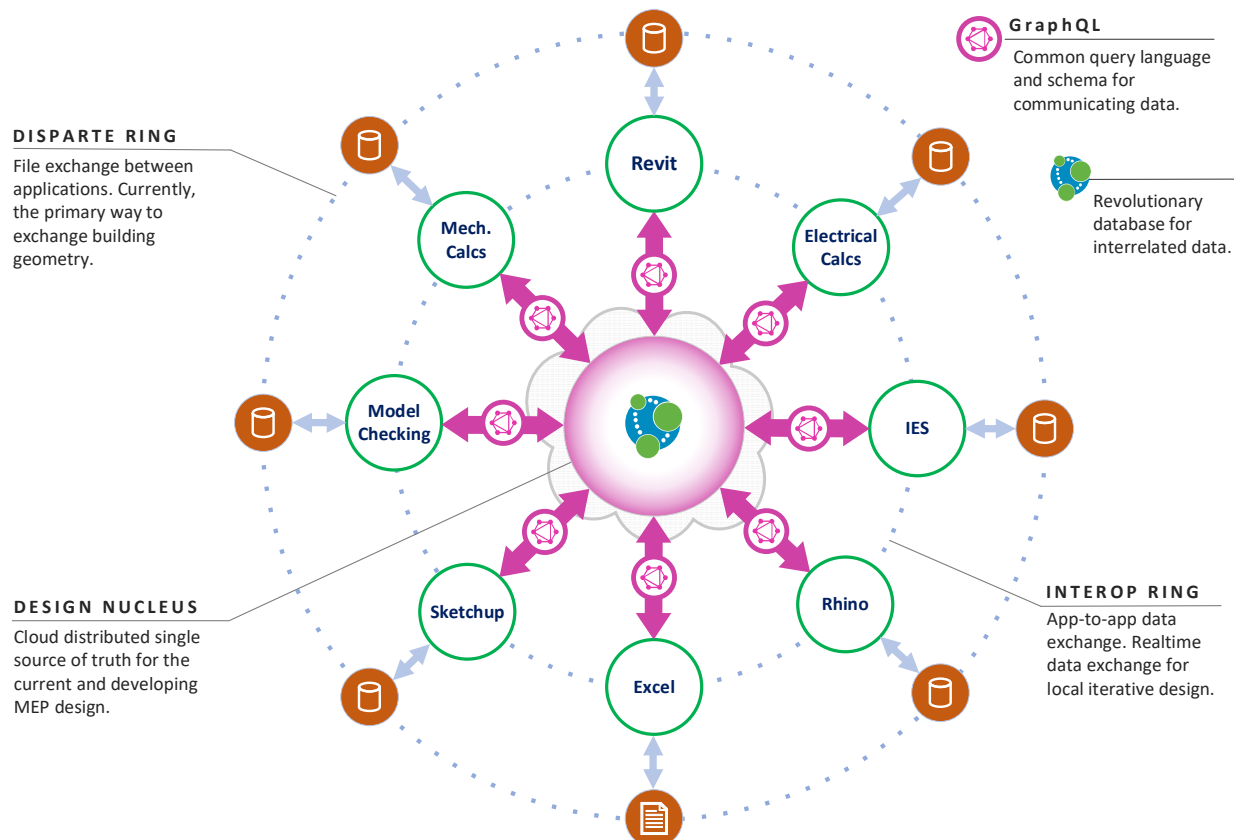 GraphQL
Common query language
and schema for
communicating data.
DISPARTE RING
File exchange between
applications. Currently,
the primary way to
exchange building
geometry.
Revolutionary
database for
interrelated data.
Revit
Mech.
Calcs
Electrical
Calcs
Model
Checking
IES
Sketchup
Rhino
Excel
DESIGN NUCLEUS
Cloud distributed single
source of truth for the
current and developing
MEP design.
INTEROP RING
App-to-app data
exchange. Realtime
data exchange for
local iterative design.